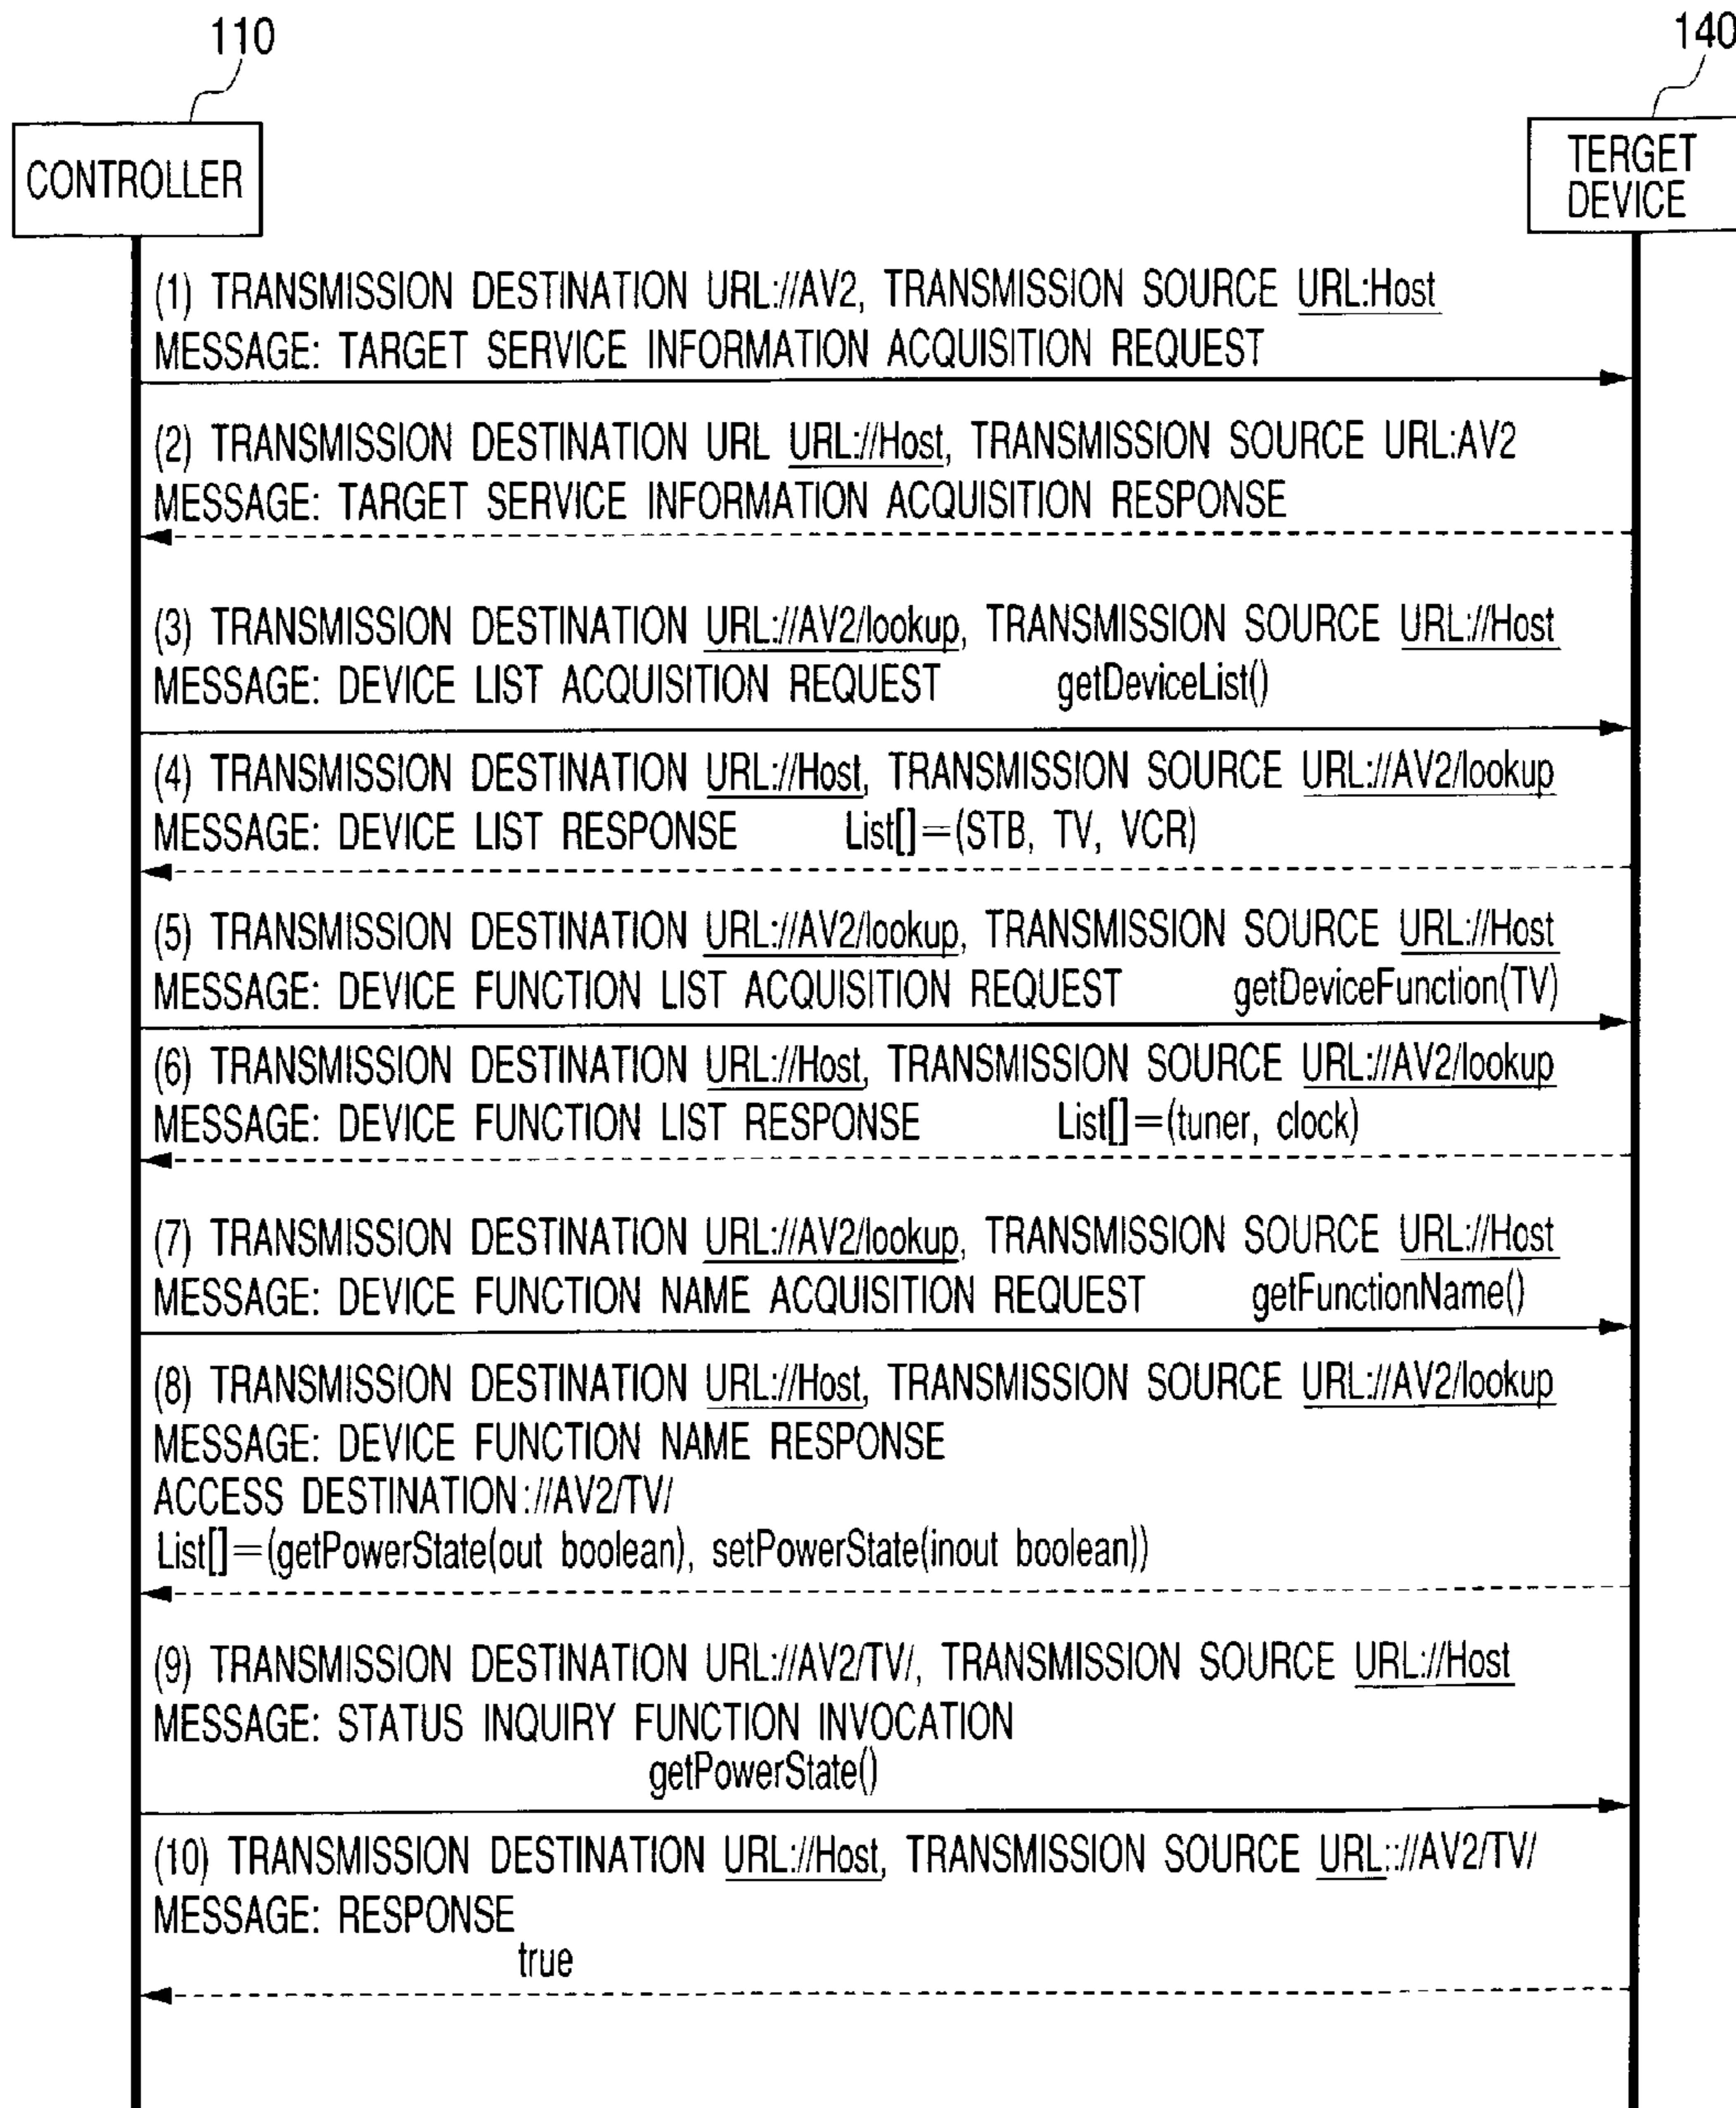 110
140
CONTROLLER
TERGET
DEVICE
(1) TRANSMISSION DESTINATION URL://AV2, TRANSMISSION SOURCE URL:Host
MESSAGE: TARGET SERVICE INFORMATION ACQUISITION REQUEST
(2) TRANSMISSION DESTINATION URL URL://Host, TRANSMISSION SOURCE URL:AV2
MESSAGE: TARGET SERVICE INFORMATION ACQUISITION RESPONSE
(3) TRANSMISSION DESTINATION URL://AV2/lookup, TRANSMISSION SOURCE URL://Host
MESSAGE: DEVICE LIST ACQUISITION REQUEST getDeviceList()
(4) TRANSMISSION DESTINATION URL://Host, TRANSMISSION SOURCE URL://AV2/lookup
MESSAGE: DEVICE LIST RESPONSE List[]=(STB, TV, VCR)
(5) TRANSMISSION DESTINATION URL://AV2/lookup, TRANSMISSION SOURCE URL://Host
MESSAGE: DEVICE FUNCTION LIST ACQUISITION REQUEST getDeviceFunction(TV)
(6) TRANSMISSION DESTINATION URL://Host, TRANSMISSION SOURCE URL://AV2/lookup
MESSAGE: DEVICE FUNCTION LIST RESPONSE List[]=(tuner, clock)
(7) TRANSMISSION DESTINATION URL://AV2/lookup, TRANSMISSION SOURCE URL://Host
MESSAGE: DEVICE FUNCTION NAME ACQUISITION REQUEST getFunctionName()
(8) TRANSMISSION DESTINATION URL://Host, TRANSMISSION SOURCE URL://AV2/lookup
MESSAGE: DEVICE FUNCTION NAME RESPONSE
ACCESS DESTINATION://AV2/TV/
List[]=(getPowerState(out boolean), setPowerState(inout boolean))
(9) TRANSMISSION DESTINATION URL://AV2/TV/, TRANSMISSION SOURCE URL://Host
MESSAGE: STATUS INQUIRY FUNCTION INVOCATION
getPowerState()
(10) TRANSMISSION DESTINATION URL://Host, TRANSMISSION SOURCE URL:://AV2/TV/
MESSAGE: RESPONSE
true